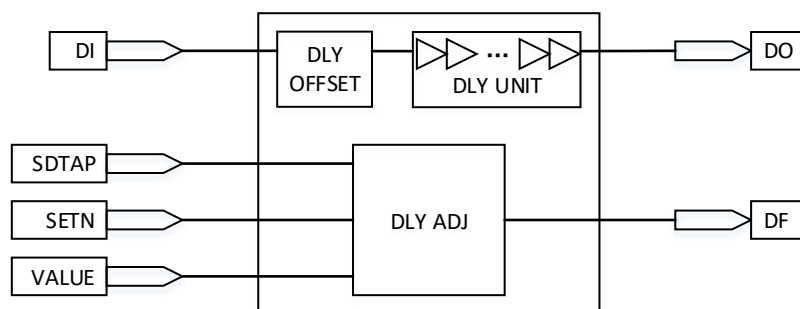 DI
DLY
OFFSET
...
DLY UNIT
DO
SDTAP
SETN
VALUE
DLY ADJ
DF